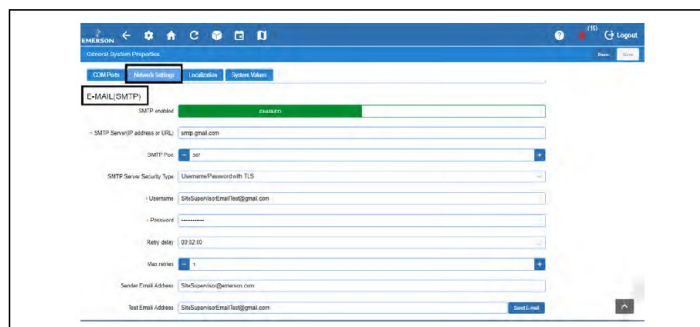 EMERSON
Logout
General System Properties
COM Ports Network Settings Localization System Values
E-MAIL(SMTP)
SMTP enabled ENABLED
SMTP Server(IP address or URL) smtp.gmail.com
SMTP Port 587
SMTP Server Security Type Username/Password with TLS
Username SiteSupervisorEmailTest@gmail.com
Password
Retry delay 00:02:00
Max retries
Sender Email Address SiteSupervisor@emerson.com
Test Email Address SiteSupervisorEmailTest@gmail.com Send E-mail